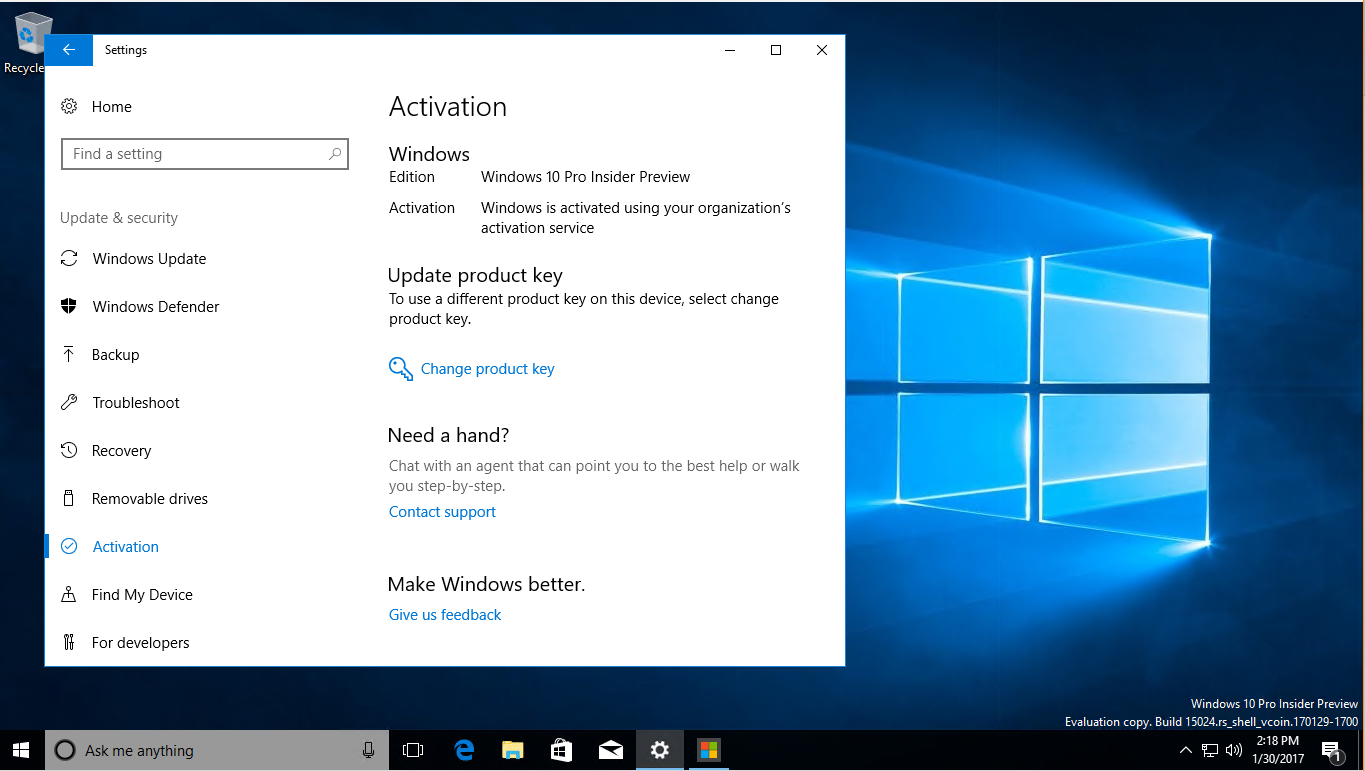 Recycle
Settings
Home
Find a setting
Update & security
Windows Update
Windows Defender
Backup
Troubleshoot
Recovery
Removable drives
Activation
Find My Device
For developers
Activation
Windows
Edition Windows 10 Pro Insider Preview
Activation Windows is activated using your organization's
activation service
Update product key
To use a different product key on this device, select change
product key.
Change product key
Need a hand?
Chat with an agent that can point you to the best help or walk
you step-by-step.
Contact support
Make Windows better.
Give us feedback
Windows 10 Pro Insider Preview
Evaluation copy. Build 15024.rs_shell_vcoin.170129-1700
Ask me anything
2:18 PM
1/30/2017
1